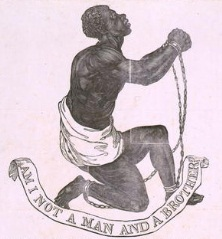 AM I NOT A MAN AND A BROTHER?